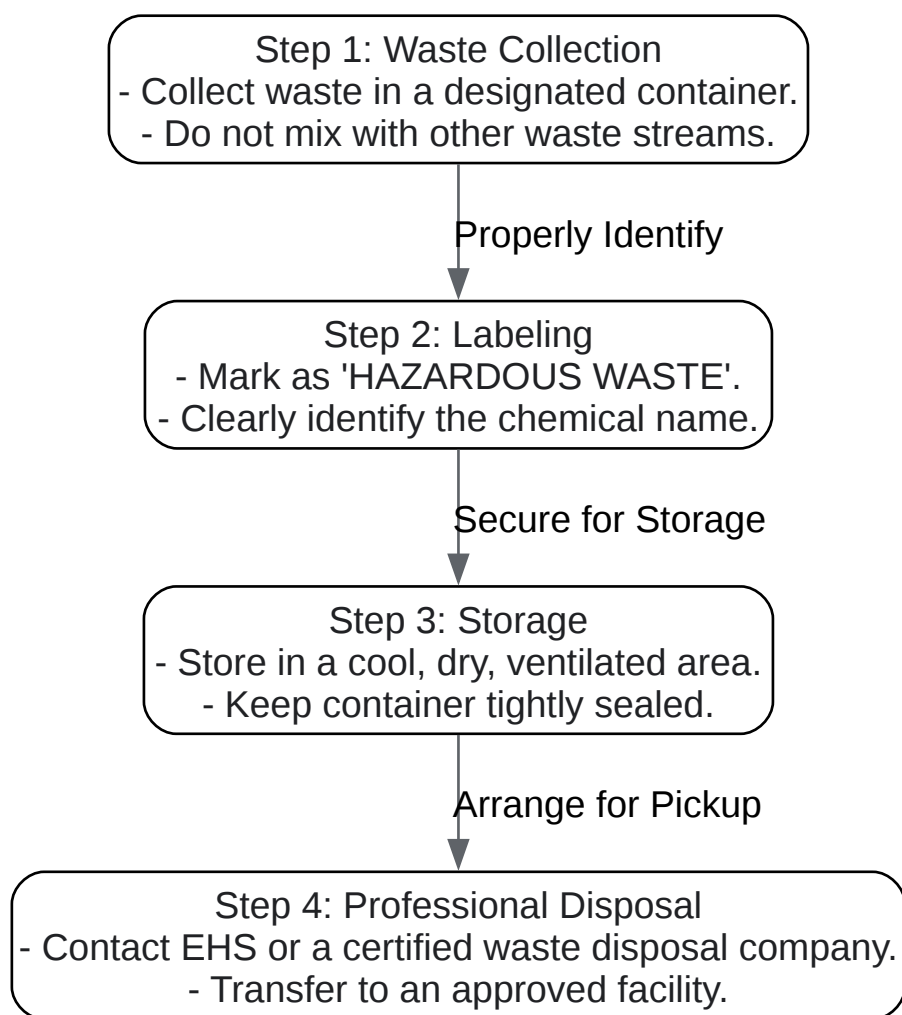 Step 1: Waste Collection
- Collect waste in a designated container.
- Do not mix with other waste streams.
Properly Identify
Step 2: Labeling
- Mark as 'HAZARDOUS WASTE'.
- Clearly identify the chemical name.
Secure for Storage
Step 3: Storage
- Store in a cool, dry, ventilated area.
- Keep container tightly sealed.
Arrange for Pickup
Step 4: Professional Disposal
- Contact EHS or a certified waste disposal company.
- Transfer to an approved facility.